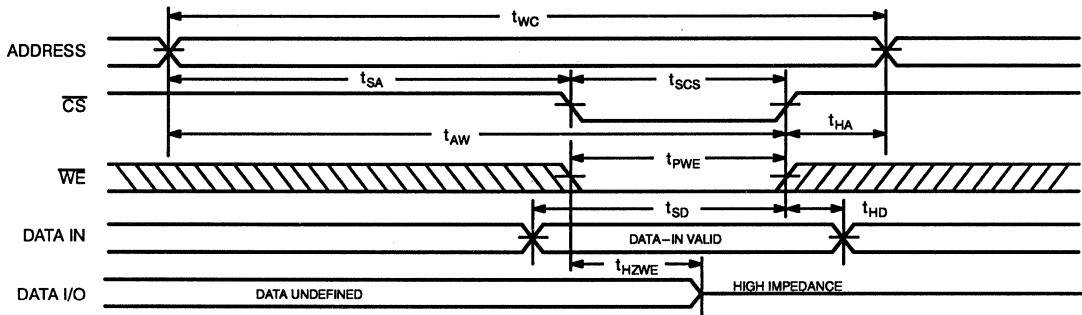 tWC
ADDRESS
tSA
tSCS
CS
tAW
tHA
tPWE
WE
tSD
tHD
DATA IN
DATA-IN VALID
tHZWE
DATA I/O
DATA UNDEFINED
HIGH IMPEDANCE